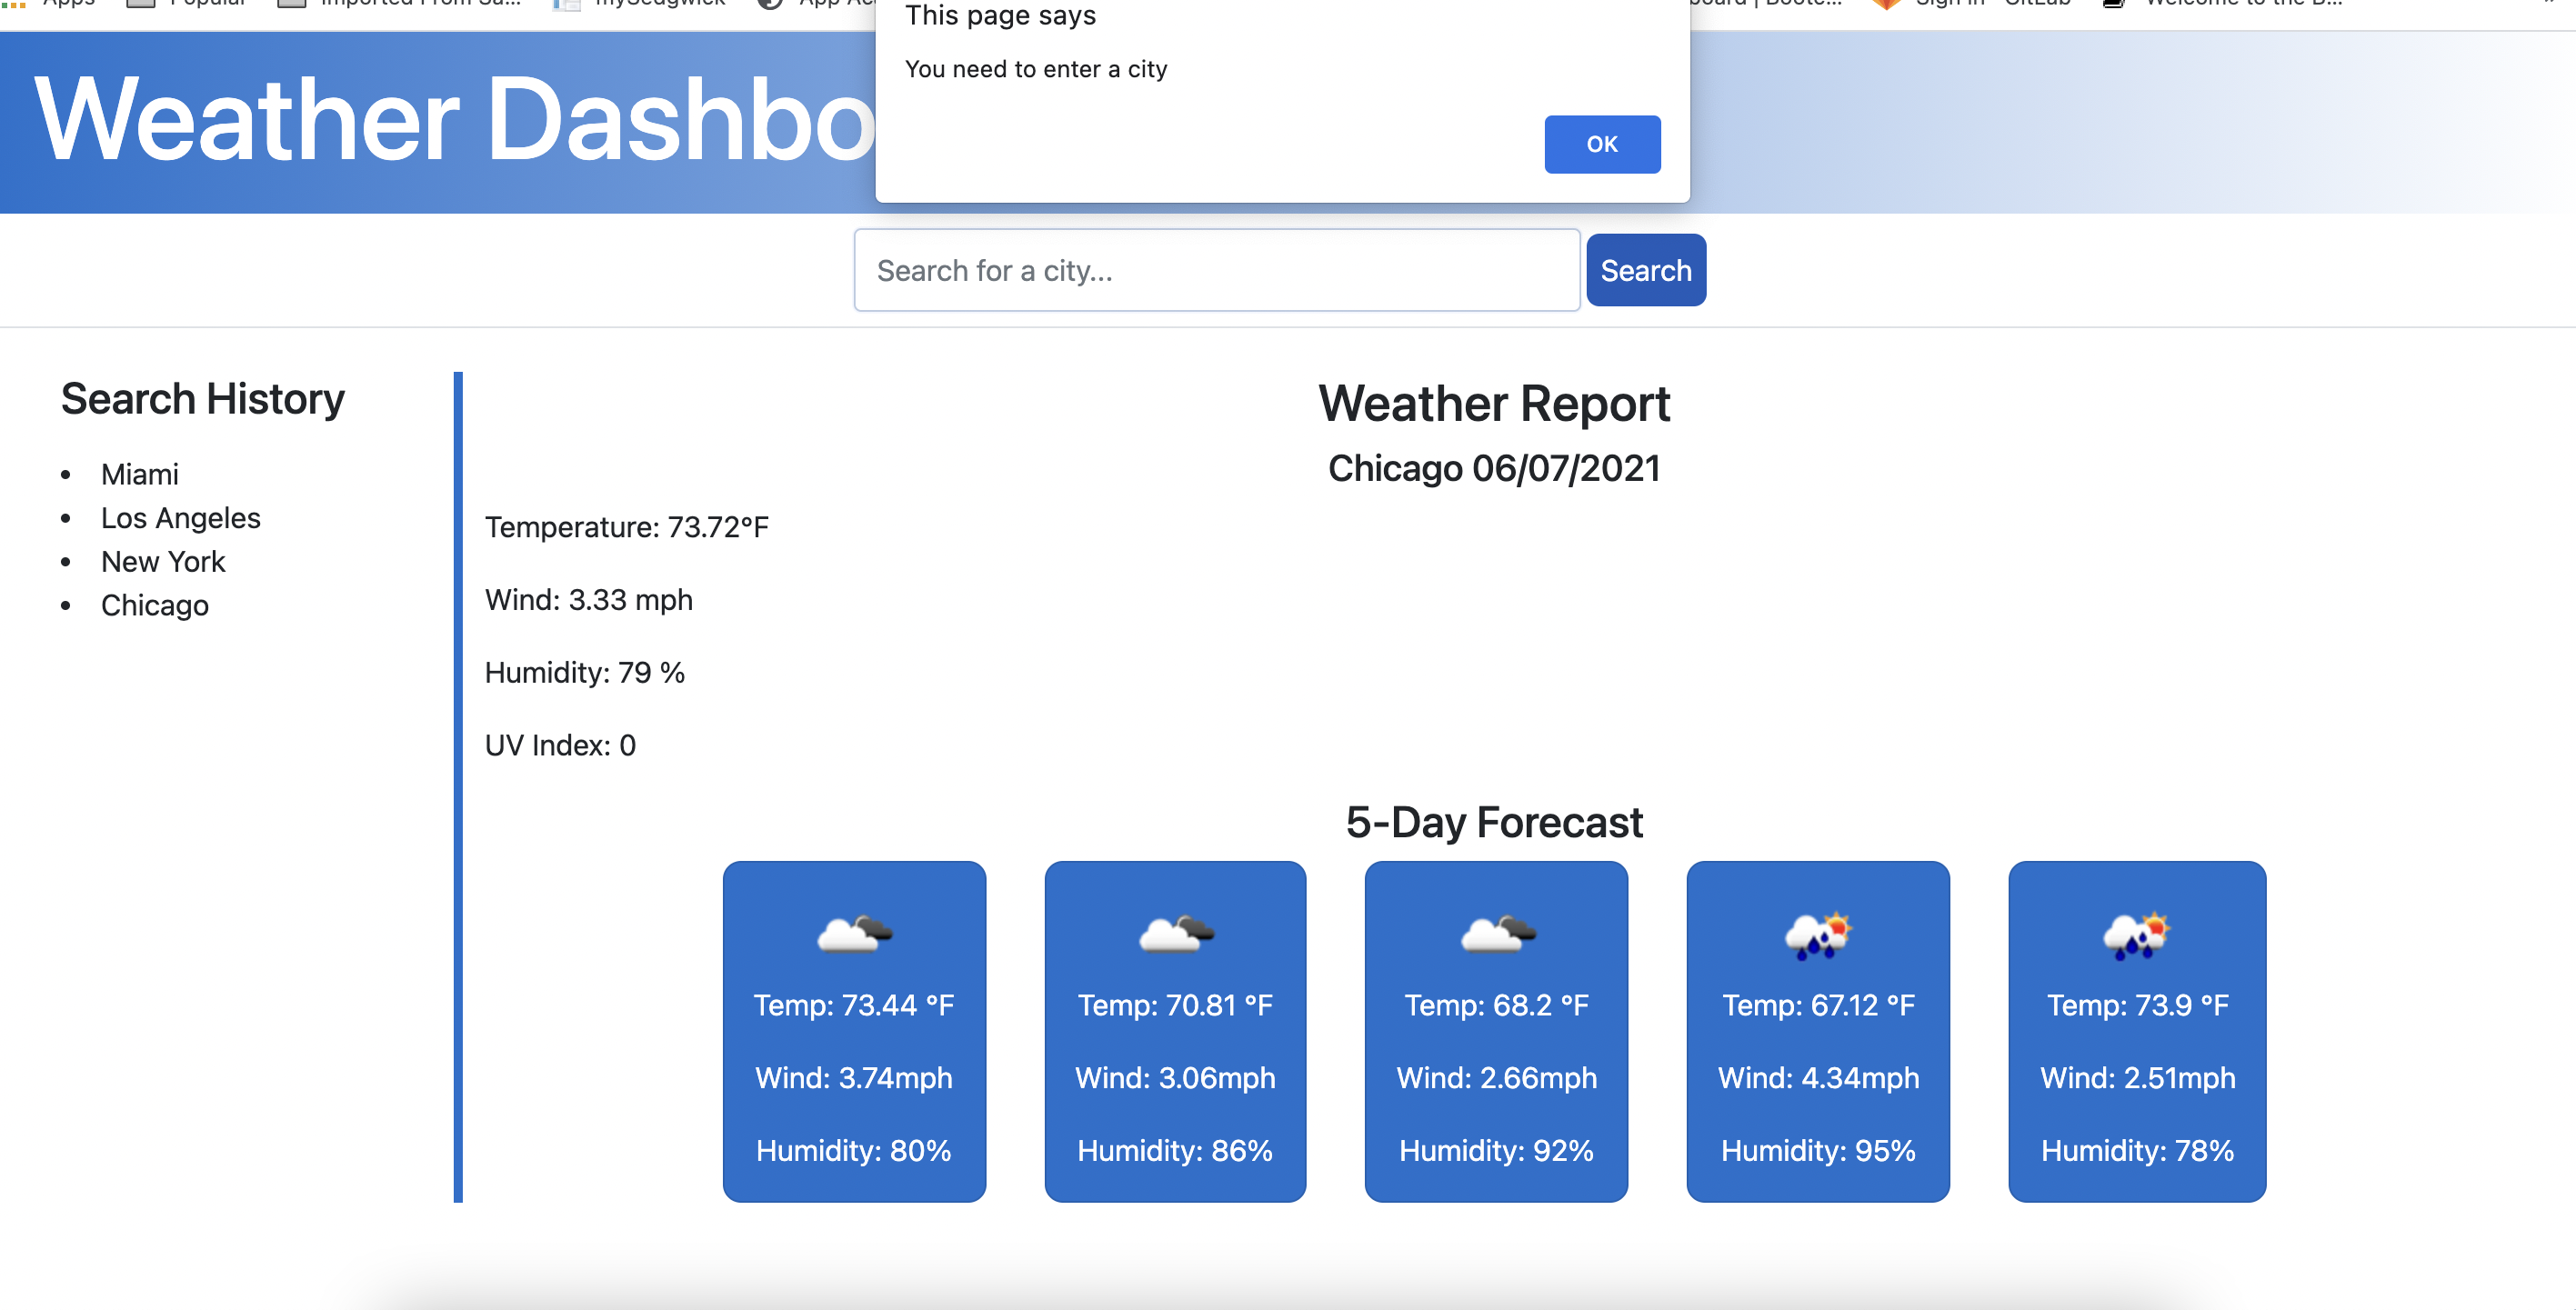 Apps Popular Imported From Sa... mySedgwick App Ac
board | Boote... Sign in GitLab Welcome to the B...
This page says
You need to enter a city
OK
Weather Dashbo
Search for a city...
Search
Search History
• Miami
• Los Angeles
• New York
• Chicago
Weather Report
Chicago 06/07/2021
Temperature: 73.72°F
Wind: 3.33 mph
Humidity: 79 %
UV Index: 0
5-Day Forecast
Temp: 73.44 °F
Wind: 3.74mph
Humidity: 80%
Temp: 70.81 °F
Wind: 3.06mph
Humidity: 86%
Temp: 68.2 °F
Wind: 2.66mph
Humidity: 92%
Temp: 67.12 °F
Wind: 4.34mph
Humidity: 95%
Temp: 73.9 °F
Wind: 2.51mph
Humidity: 78%